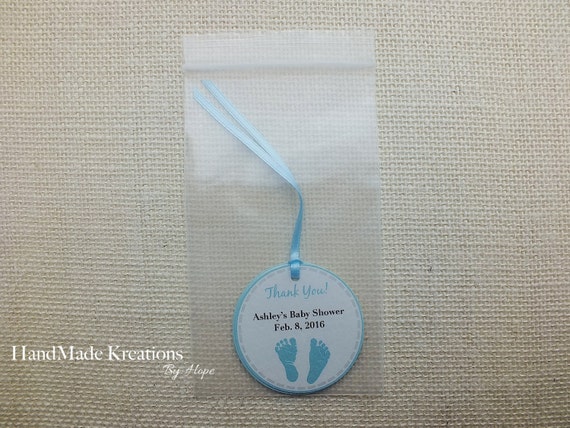 Thank You!
Ashley's Baby Shower
Feb. 8, 2016
HandMade Kreations
By Hope